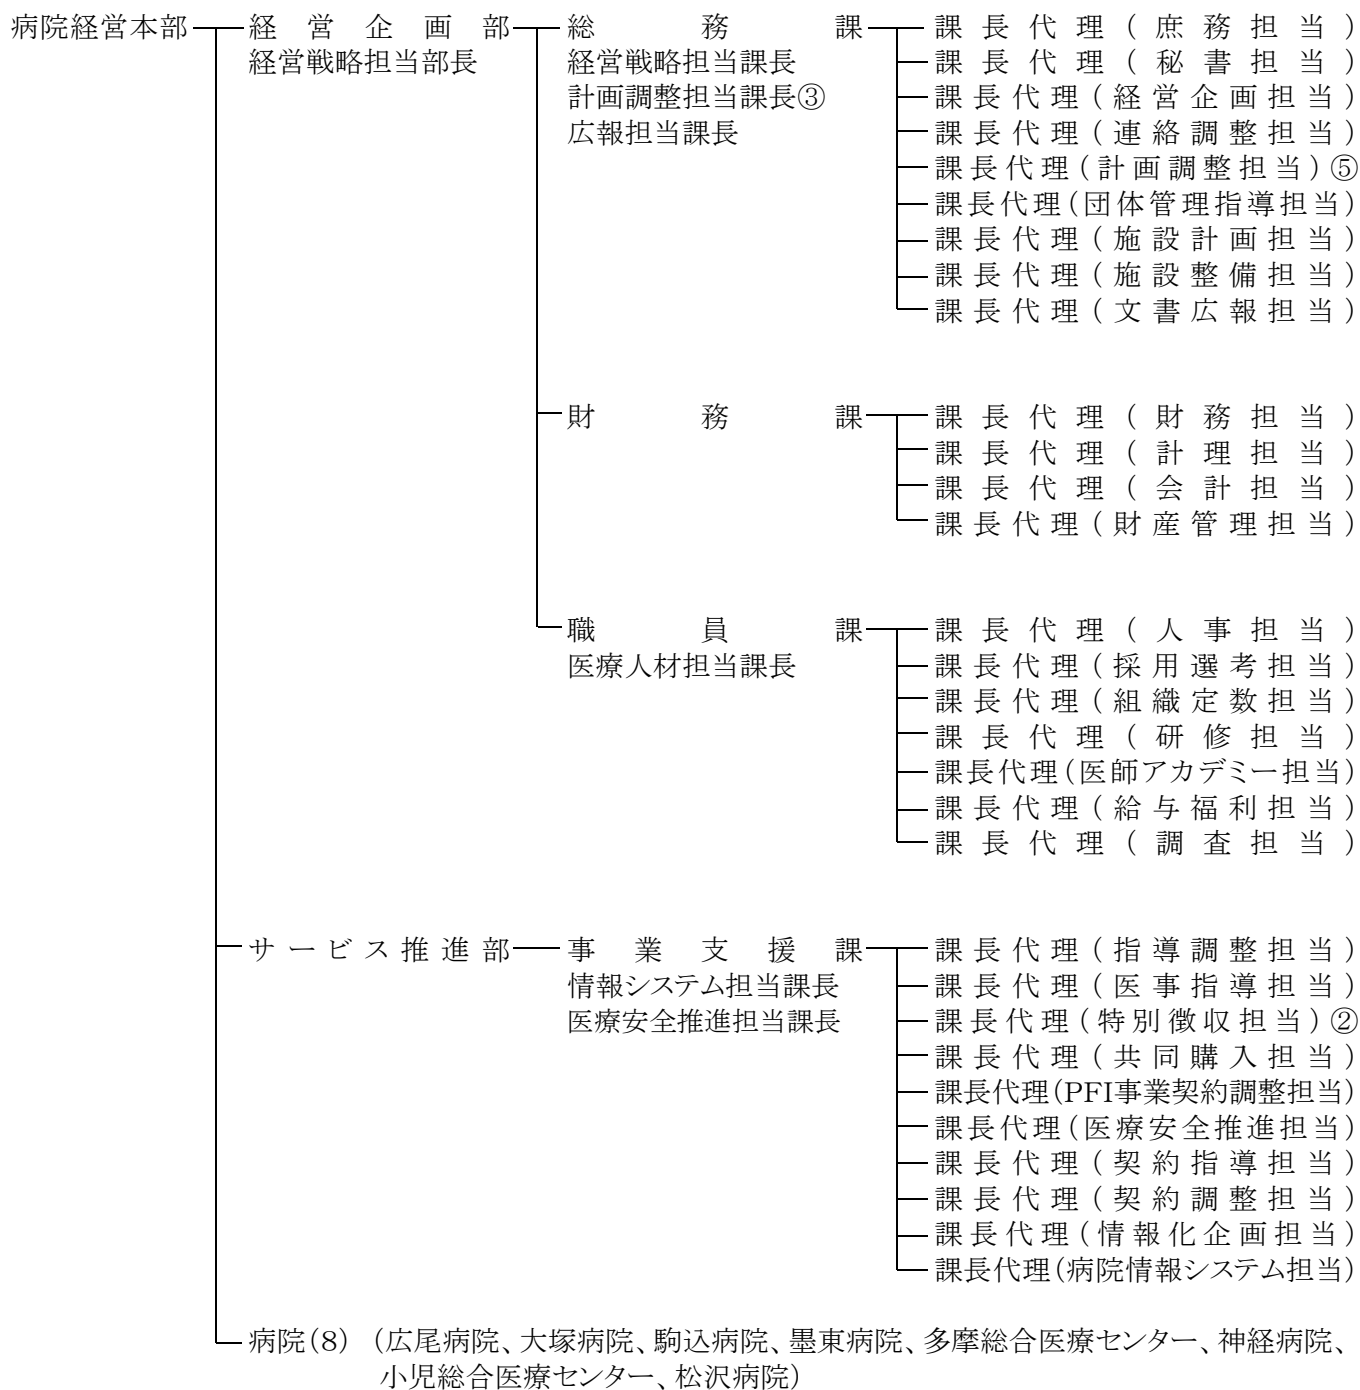 病院経営本部 経営企画部 総務課 課長代理(庶務担当)
経営戦略担当部長 経営戦略担当課長 課長代理(秘書担当)
計画調整担当課長③ 課長代理(経営企画担当)
広報担当課長 課長代理(連絡調整担当)
課長代理(計画調整担当)⑤
課長代理(団体管理指導担当)
課長代理(施設計画担当)
課長代理(施設整備担当)
課長代理(文書広報担当)
財務課 課長代理(財務担当)
課長代理(計理担当)
課長代理(会計担当)
課長代理(財産管理担当)
職員課 課長代理(人事担当)
医療人材担当課長 課長代理(採用選考担当)
課長代理(組織定数担当)
課長代理(研修担当)
課長代理(医師アカデミー担当)
課長代理(給与福利担当)
課長代理(調査担当)
サービス推進部 事業支援課 課長代理(指導調整担当)
情報システム担当課長 課長代理(医事指導担当)
医療安全推進担当課長 課長代理(特別徴収担当)②
課長代理(共同購入担当)
課長代理(PFI事業契約調整担当)
課長代理(医療安全推進担当)
課長代理(契約指導担当)
課長代理(契約調整担当)
課長代理(情報化企画担当)
課長代理(病院情報システム担当)
病院(8) (広尾病院、大塚病院、駒込病院、墨東病院、多摩総合医療センター、神経病院、
小児総合医療センター、松沢病院)